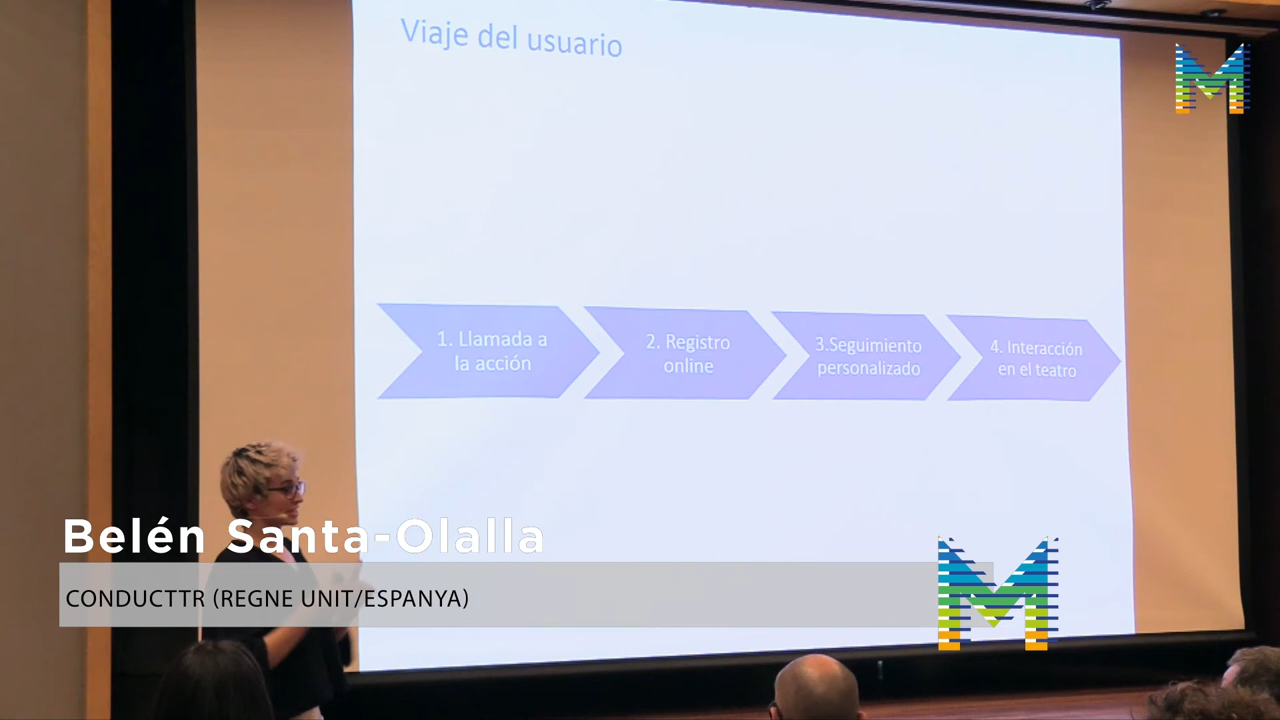 Viaje del usuario
1. Llamada a
la acción
2. Registro
online
3.Seguimiento
personalizado
4. Interacción
en el teatro
Belén Santa-Olalla
CONDUCTTR (REGNE UNIT/ESPANYA)